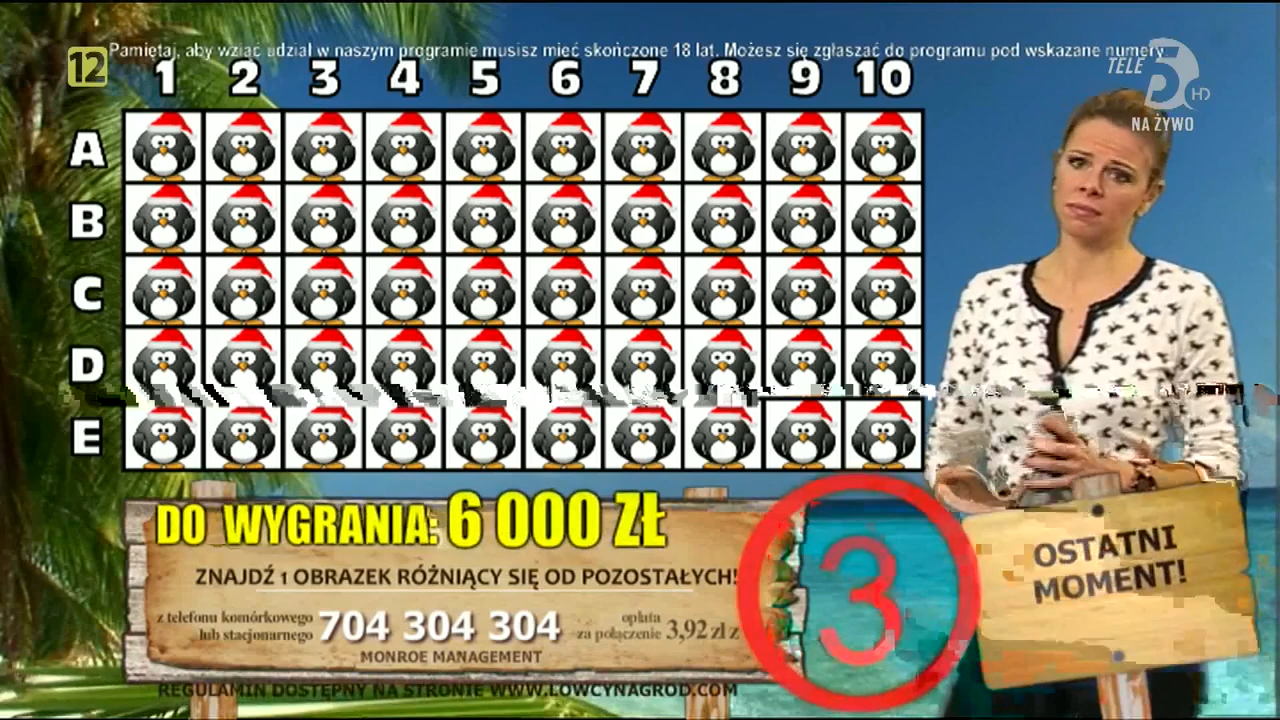 Pamiętaj, aby wziąć udział w naszym programie musisz mieć skończone 18 lat. Możesz się zgłaszać do programu pod wskazane numery
12
TELE 5 HD
NA ŻYWO
1 2 3 4 5 6 7 8 9 10
A
B
C
D
E
DO WYGRANIA: 6 000 ZŁ
ZNAJDŹ 1 OBRAZEK RÓŻNIĄCY SIĘ OD POZOSTAŁYCH!
z telefonu komórkowego
lub stacjonarnego
704 304 304
opłata
za połączenie 3,92 zł z
MONROE MANAGEMENT
REGULAMIN DOSTĘPNY NA STRONIE WWW.LOWCYNAGROD.COM
3
OSTATNI
MOMENT!